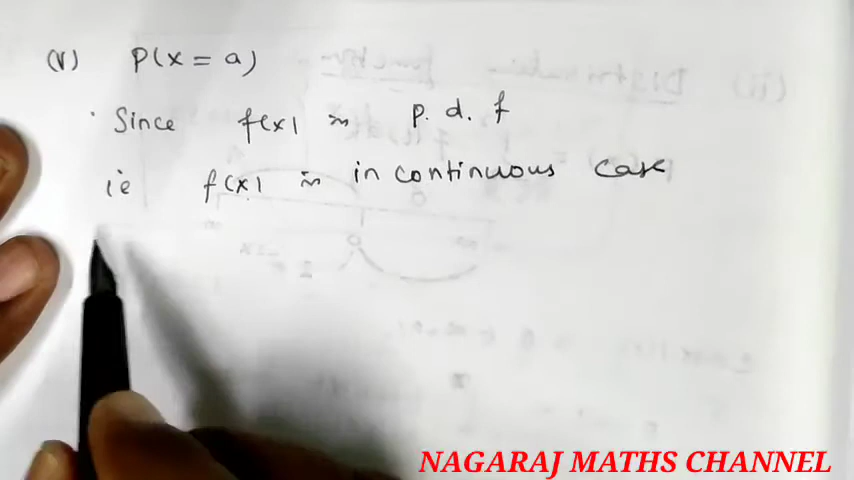 (V) P(x = a)
Since f(x) is p.d.f
ie f(x) is in continuous case
NAGARAJ MATHS CHANNEL